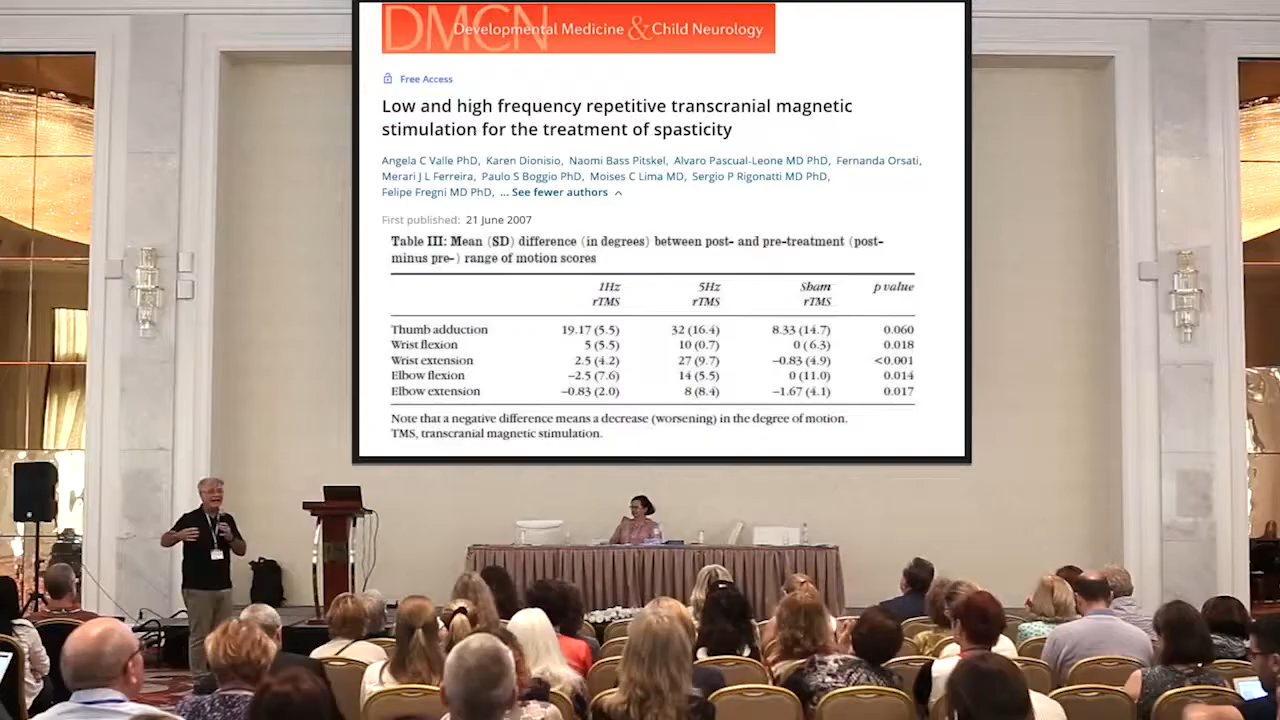 DMCN Developmental Medicine & Child Neurology
Free Access
Low and high frequency repetitive transcranial magnetic
stimulation for the treatment of spasticity
Angela C Valle PhD, Karen Dionisio, Naomi Bass Pitskel, Alvaro Pascual-Leone MD PhD, Fernanda Orsati,
Merari J L Ferreira, Paulo S Boggio PhD, Moises C Lima MD, Sergio P Rigonatti MD PhD,
Felipe Fregni MD PhD, ... See fewer authors
First published: 21 June 2007
Table III: Mean (SD) difference (in degrees) between post- and pre-treatment (post-
minus pre-) range of motion scores
1Hz 5Hz Sham p value
rTMS rTMS rTMS
Thumb adduction 19.17 (5.5) 32 (16.4) 8.33 (14.7) 0.060
Wrist flexion 5 (5.5) 10 (0.7) 0 (6.3) 0.018
Wrist extension 2.5 (4.2) 27 (9.7) −0.83 (4.9) <0.001
Elbow flexion −2.5 (7.6) 14 (5.5) 0 (11.0) 0.014
Elbow extension −0.83 (2.0) 8 (8.4) −1.67 (4.1) 0.017
Note that a negative difference means a decrease (worsening) in the degree of motion.
TMS, transcranial magnetic stimulation.